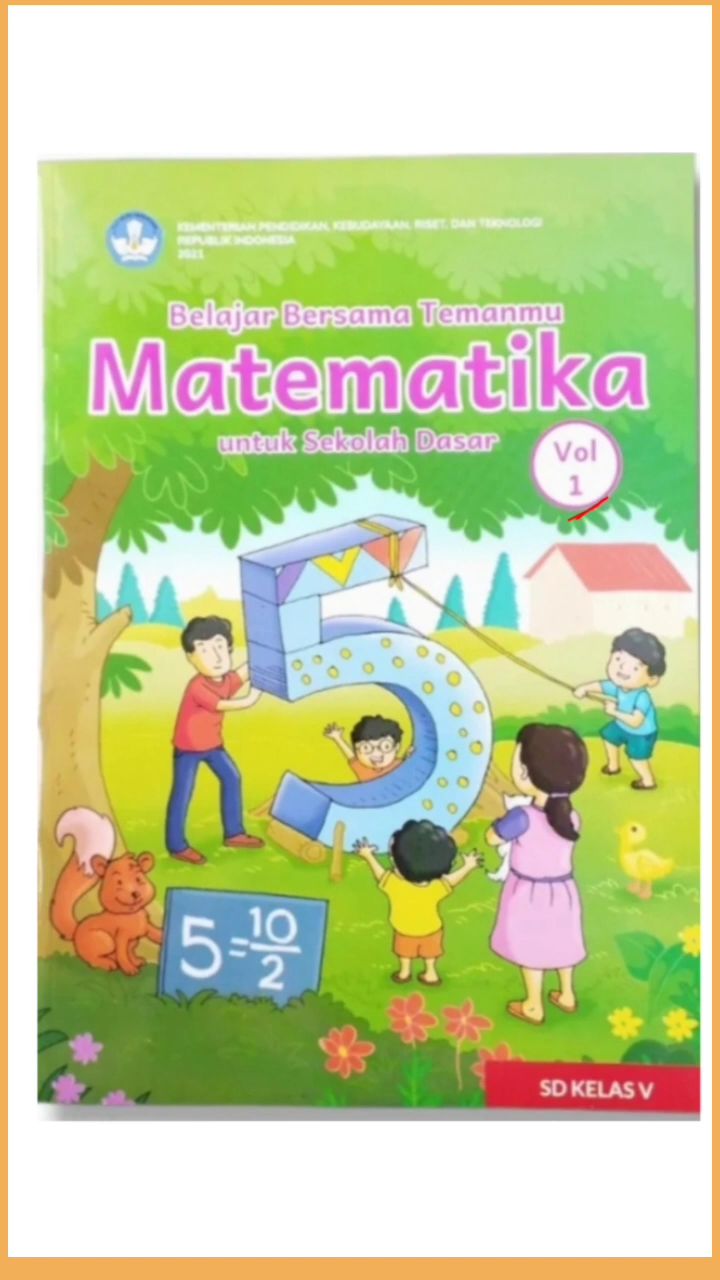 KEMENTERIAN PENDIDIKAN, KEBUDAYAAN, RISET, DAN TEKNOLOGI
REPUBLIK INDONESIA
2021
Belajar Bersama Temanmu
Matematika
untuk Sekolah Dasar
Vol
1
5=10/2
SD KELAS V